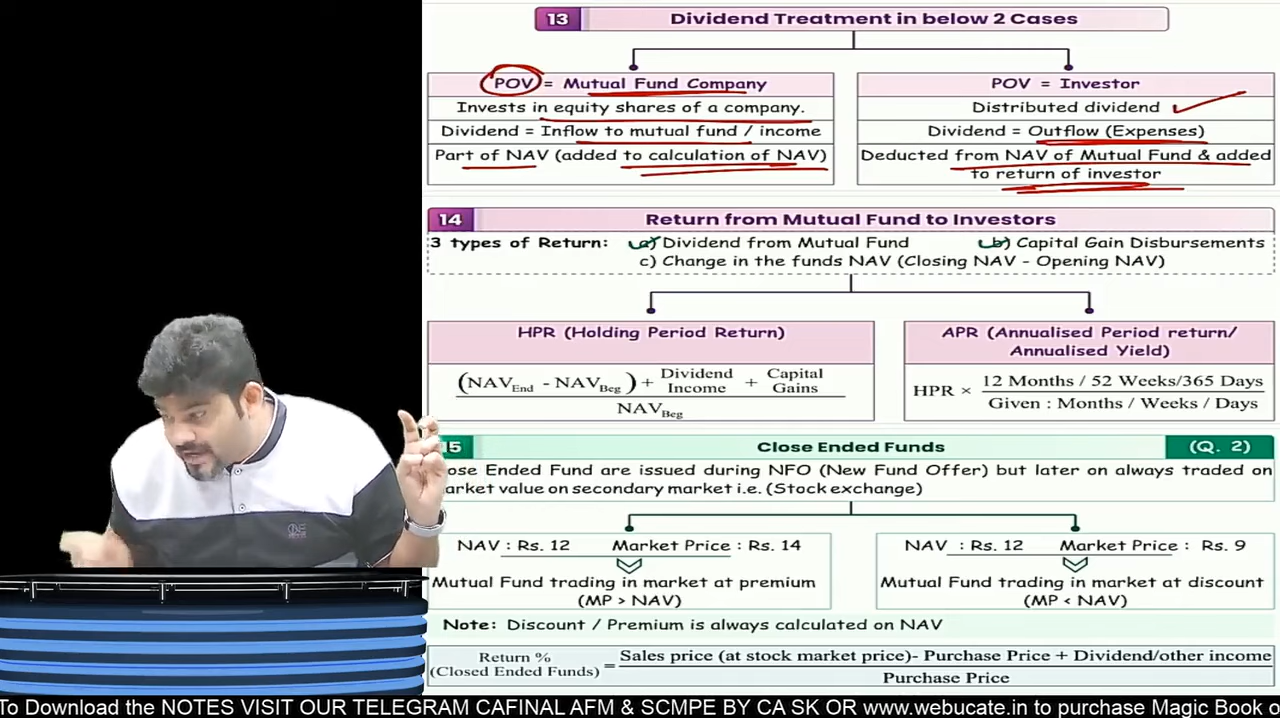 13 Dividend Treatment in below 2 Cases
POV = Mutual Fund Company
Invests in equity shares of a company.
Dividend = Inflow to mutual fund / income
Part of NAV (added to calculation of NAV)
POV = Investor
Distributed dividend
Dividend = Outflow (Expenses)
Deducted from NAV of Mutual Fund & added
to return of investor
14 Return from Mutual Fund to Investors
3 types of Return: a) Dividend from Mutual Fund b) Capital Gain Disbursements
c) Change in the funds NAV (Closing NAV - Opening NAV)
HPR (Holding Period Return)
(NAVEnd - NAVBeg) + Dividend Income + Capital Gains
NAVBeg
APR (Annualised Period return/
Annualised Yield)
HPR × 12 Months / 52 Weeks/365 Days
Given : Months / Weeks / Days
5 Close Ended Funds (Q. 2)
ose Ended Fund are issued during NFO (New Fund Offer) but later on always traded on
arket value on secondary market i.e. (Stock exchange)
NAV : Rs. 12 Market Price : Rs. 14
Mutual Fund trading in market at premium
(MP > NAV)
NAV : Rs. 12 Market Price : Rs. 9
Mutual Fund trading in market at discount
(MP < NAV)
Note: Discount / Premium is always calculated on NAV
Return %
(Closed Ended Funds) = Sales price (at stock market price)- Purchase Price + Dividend/other income
Purchase Price
To Download the NOTES VISIT OUR TELEGRAM CAFINAL AFM & SCMPE BY CA SK OR www.webucate.in to purchase Magic Book o